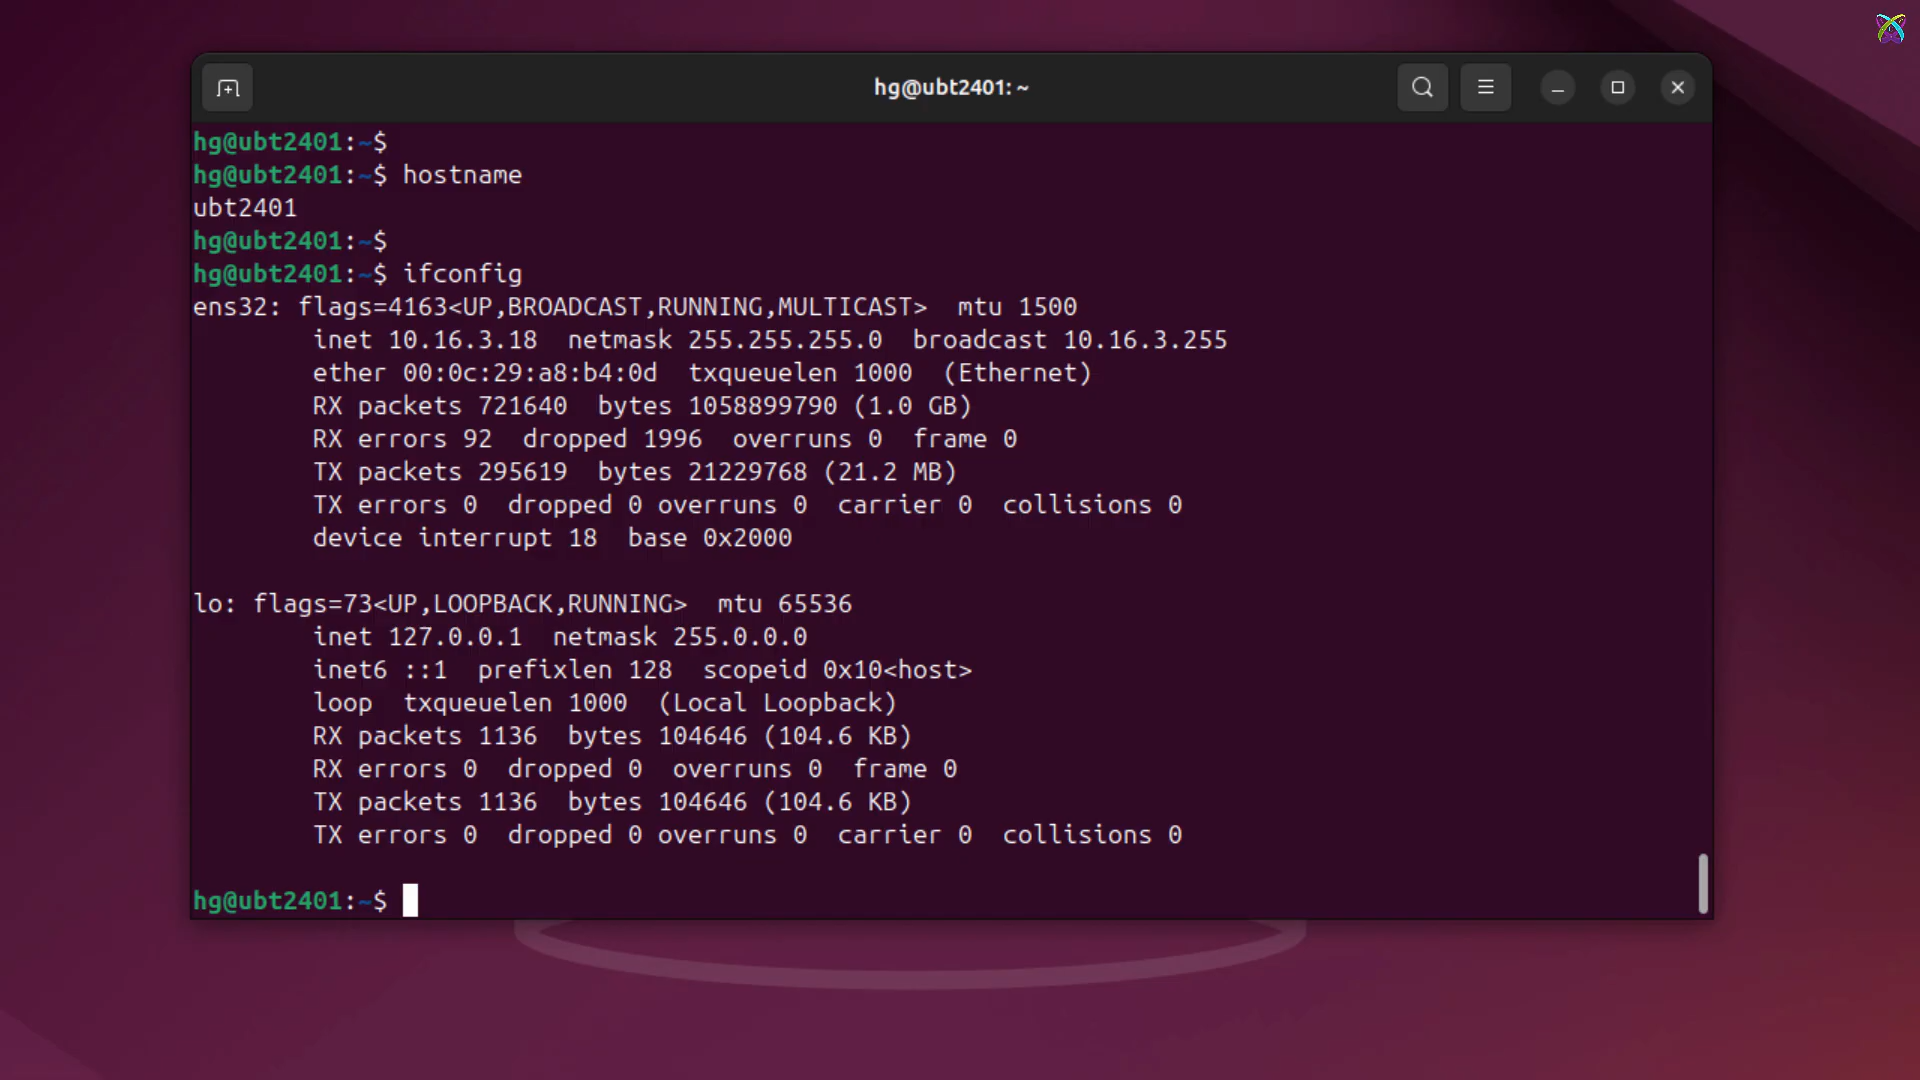 hg@ubt2401: ~
hg@ubt2401:~$
hg@ubt2401:~$ hostname
ubt2401
hg@ubt2401:~$
hg@ubt2401:~$ ifconfig
ens32: flags=4163<UP,BROADCAST,RUNNING,MULTICAST>  mtu 1500
        inet 10.16.3.18  netmask 255.255.255.0  broadcast 10.16.3.255
        ether 00:0c:29:a8:b4:0d  txqueuelen 1000  (Ethernet)
        RX packets 721640  bytes 1058899790 (1.0 GB)
        RX errors 92  dropped 1996  overruns 0  frame 0
        TX packets 295619  bytes 21229768 (21.2 MB)
        TX errors 0  dropped 0 overruns 0  carrier 0  collisions 0
        device interrupt 18  base 0x2000
lo: flags=73<UP,LOOPBACK,RUNNING>  mtu 65536
        inet 127.0.0.1  netmask 255.0.0.0
        inet6 ::1  prefixlen 128  scopeid 0x10<host>
        loop  txqueuelen 1000  (Local Loopback)
        RX packets 1136  bytes 104646 (104.6 KB)
        RX errors 0  dropped 0  overruns 0  frame 0
        TX packets 1136  bytes 104646 (104.6 KB)
        TX errors 0  dropped 0 overruns 0  carrier 0  collisions 0
hg@ubt2401:~$